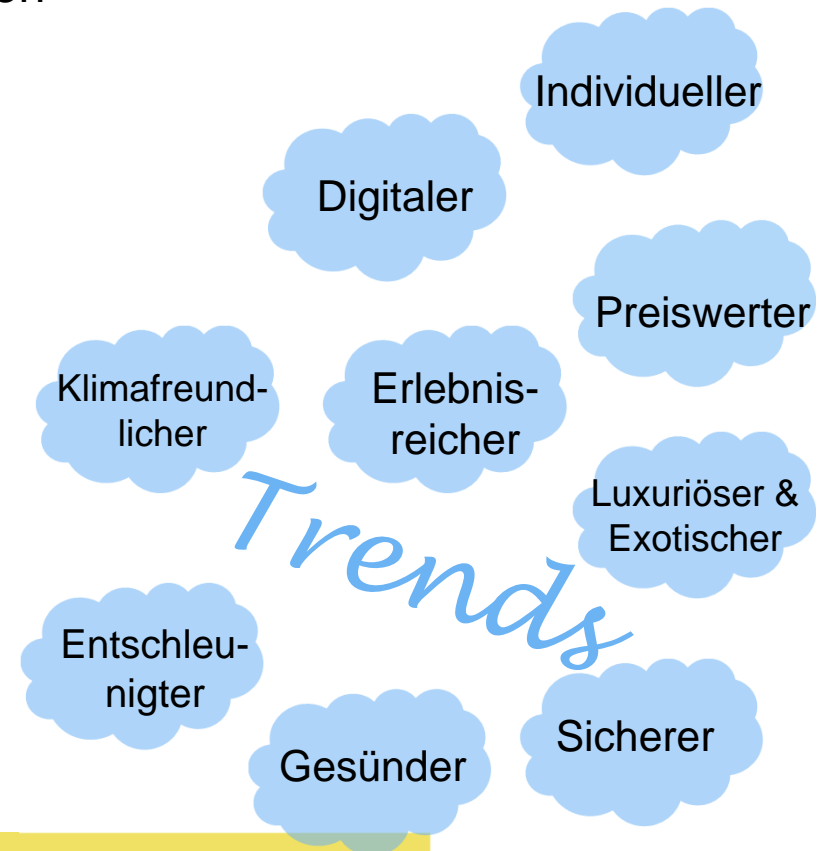 Individueller
Digitaler
Preiswerter
Klimafreund-
licher
Erlebnis-
reicher
Luxuriöser &
Exotischer
Trends
Entschleu-
nigter
Sicherer
Gesünder